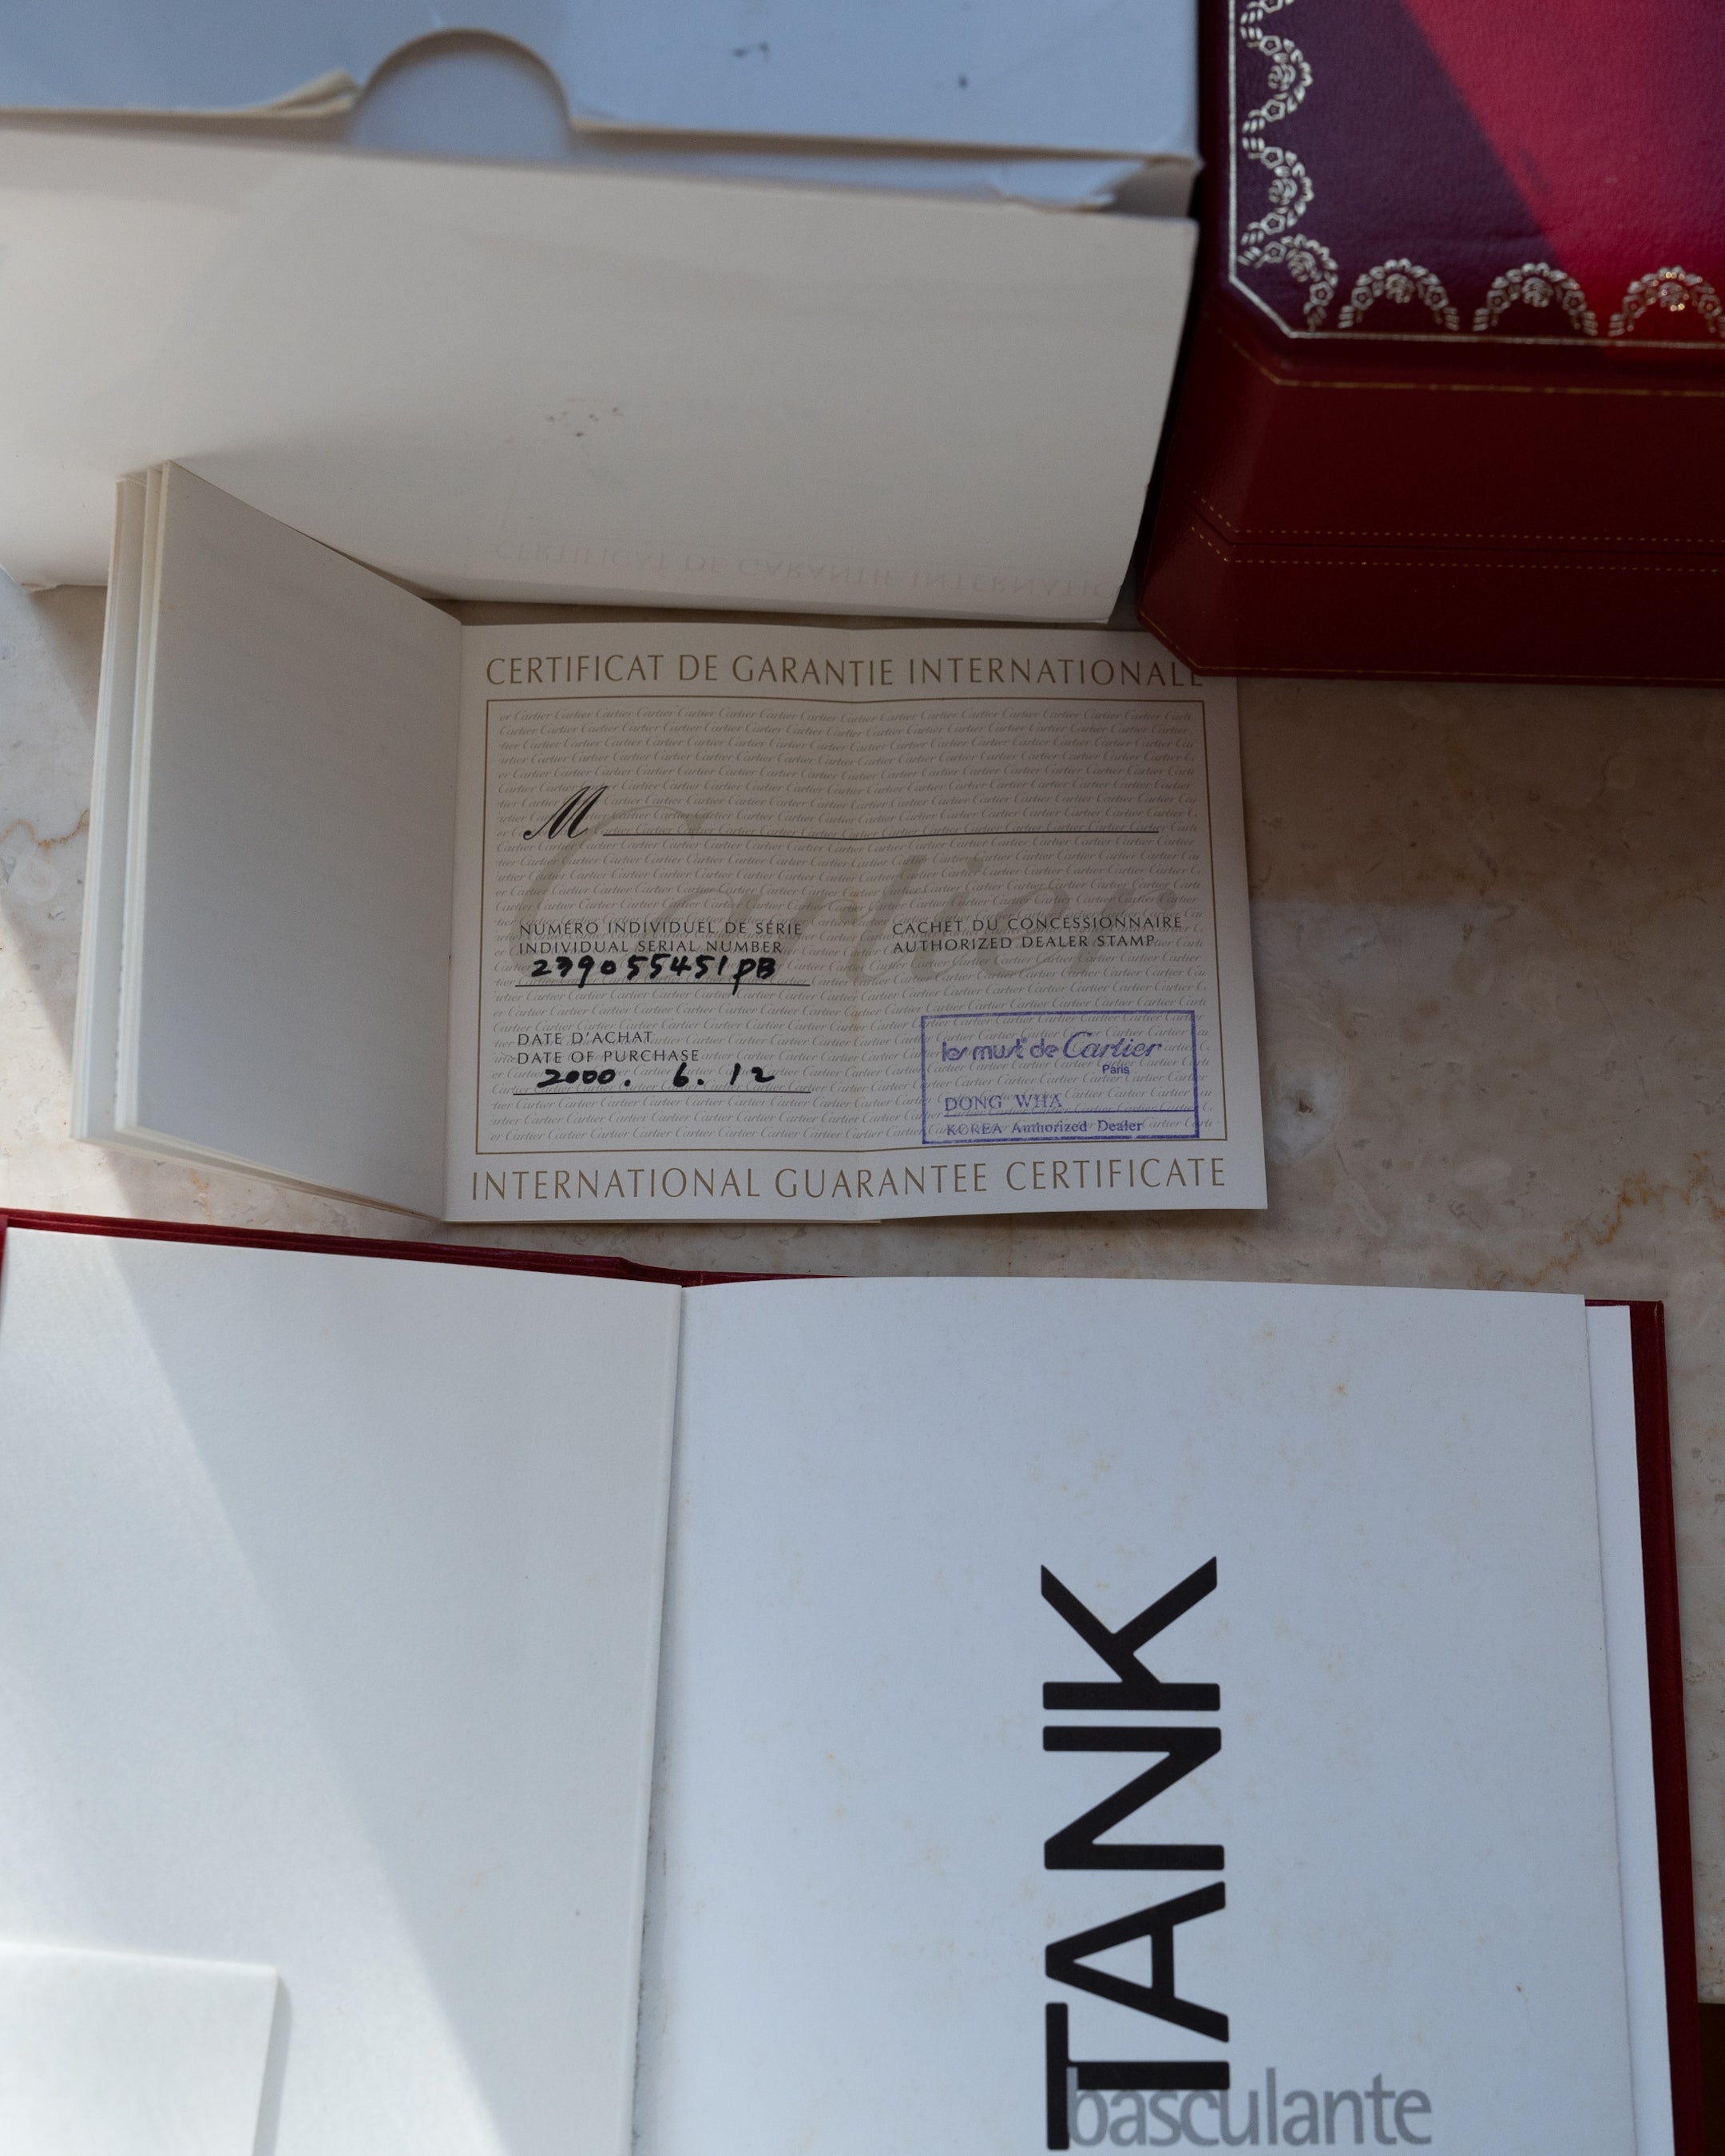 CERTIFICAT DE GARANTIE INTERNATIONALE
M
NUMÉRO INDIVIDUEL DE SÉRIE
INDIVIDUAL SERIAL NUMBER
239055451PB
CACHET DU CONCESSIONNAIRE
AUTHORIZED DEALER STAMP
DATE D'ACHAT
DATE OF PURCHASE
2000. 6. 12
les must de Cartier
Paris
DONG WHA
KOREA Authorized Dealer
INTERNATIONAL GUARANTEE CERTIFICATE
TANK
basculante